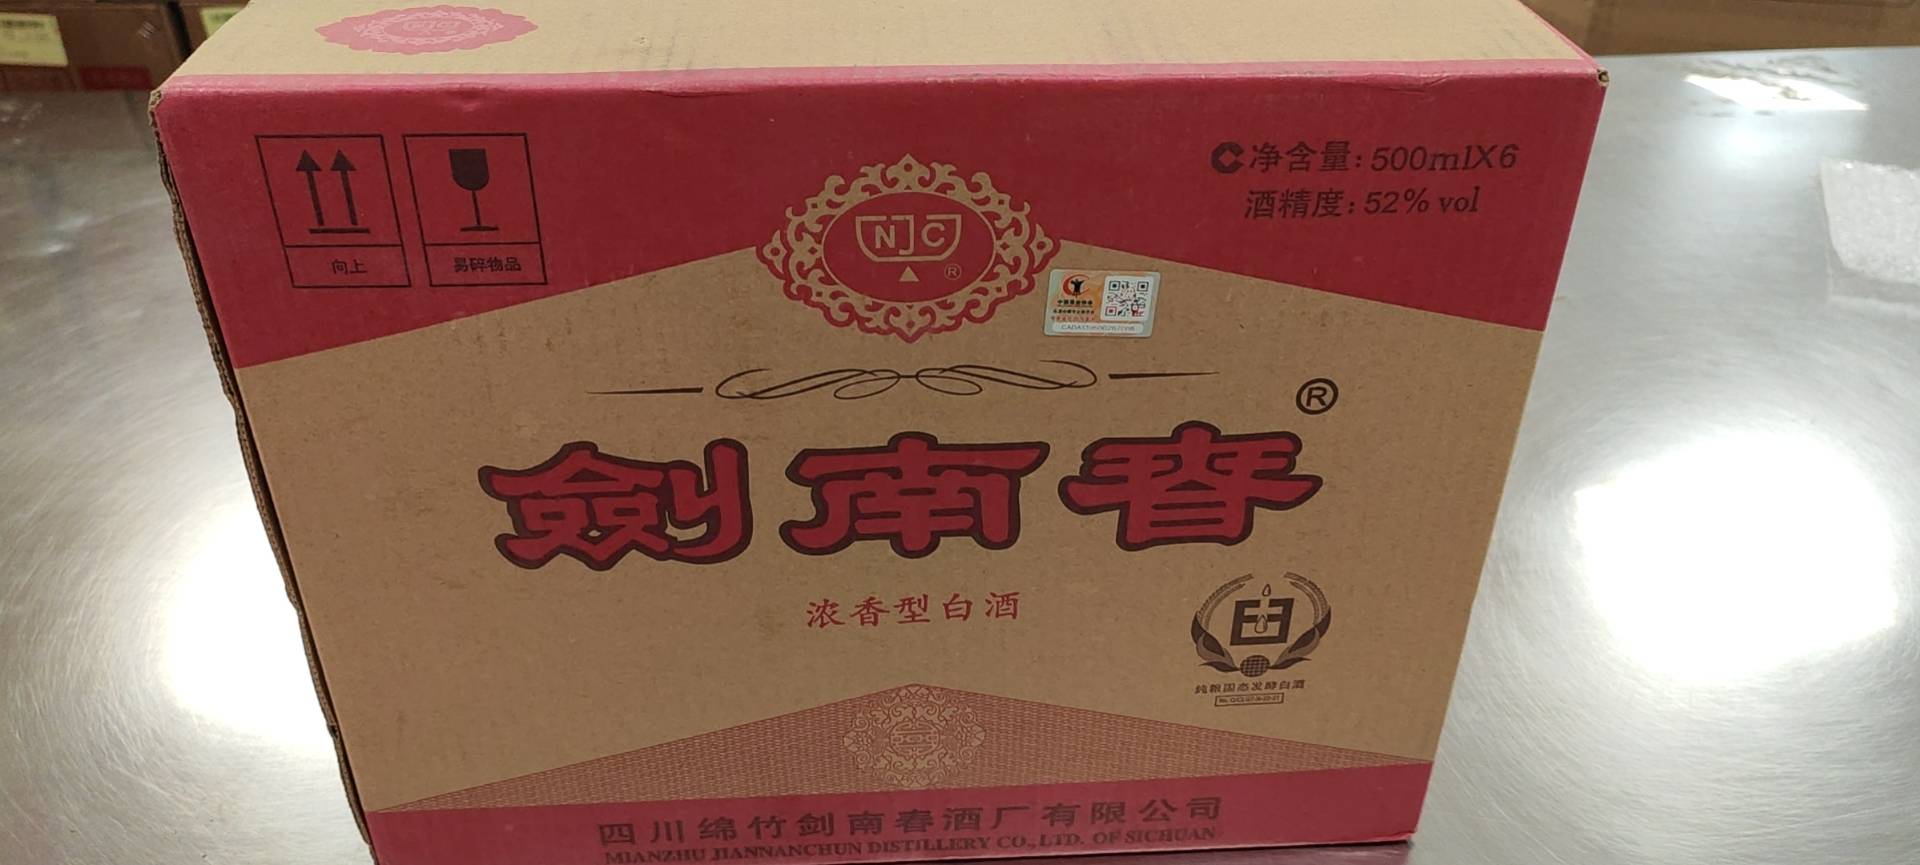 净含量: 500mlX6
酒精度: 52% vol
向上
易碎物品
NJC
®
®
劍南春
浓香型白酒
纯粮固态发酵白酒
四川绵竹剑南春酒厂有限公司
MIANZHU JIANNANCHUN DISTILLERY CO.,LTD. OF SICHUAN